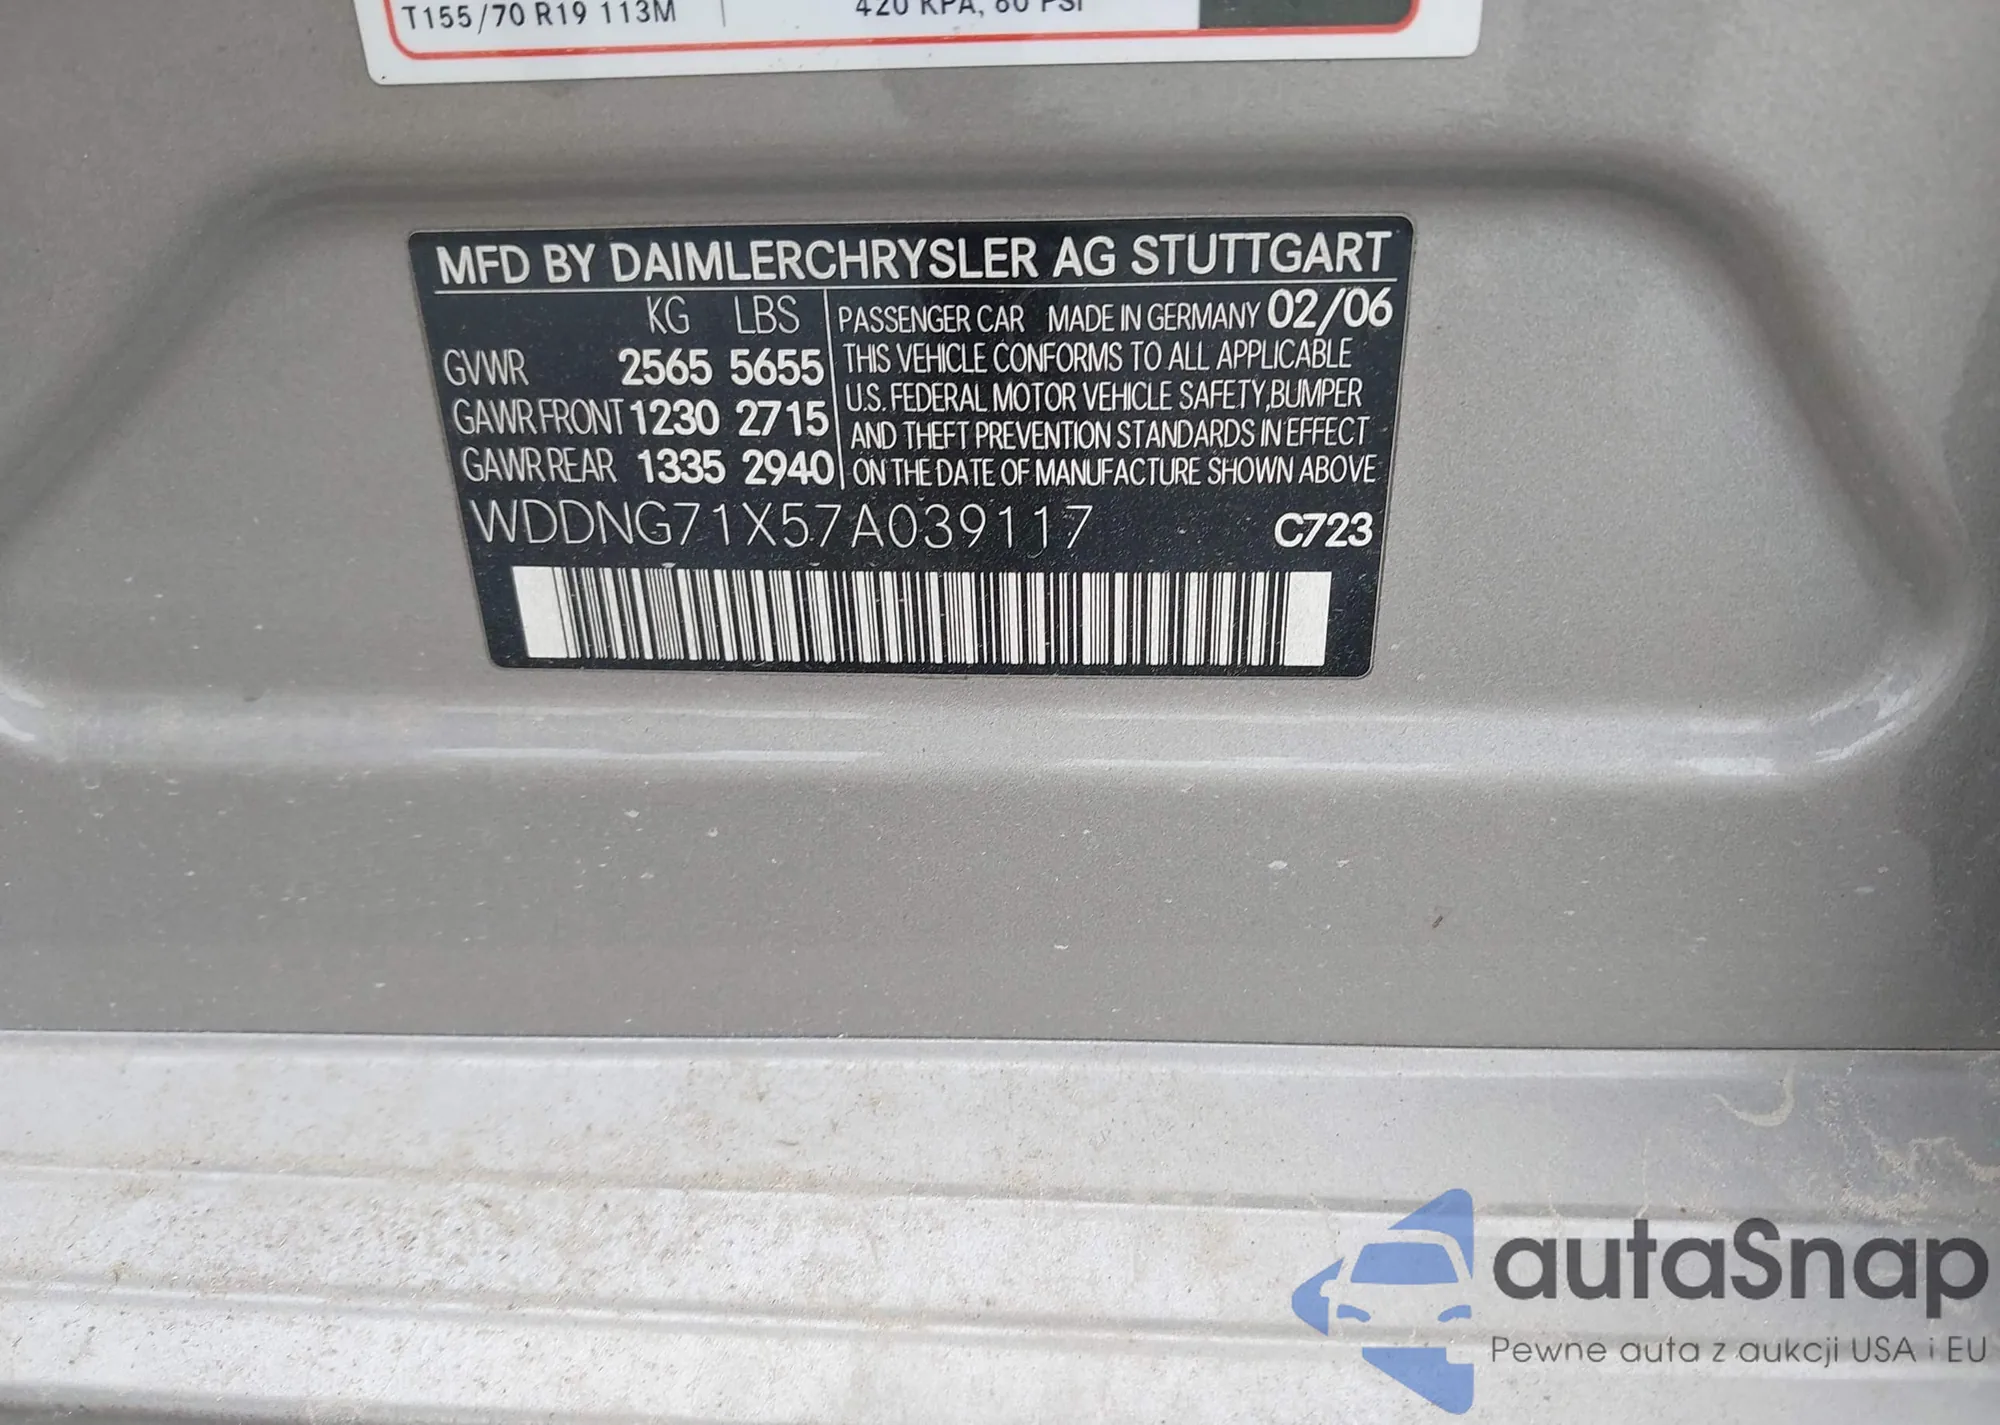 T155/70 R19 113M 420 KPA, 60 PSI
MFD BY DAIMLERCHRYSLER AG STUTTGART
KG LBS PASSENGER CAR MADE IN GERMANY 02/06
GVWR 2565 5655 THIS VEHICLE CONFORMS TO ALL APPLICABLE
U.S. FEDERAL MOTOR VEHICLE SAFETY, BUMPER
GAWR FRONT 1230 2715 AND THEFT PREVENTION STANDARDS IN EFFECT
GAWR REAR 1335 2940 ON THE DATE OF MANUFACTURE SHOWN ABOVE
WDDNG71X57A039117 C723
autaSnap
Pewne auta z aukcji USA i EU